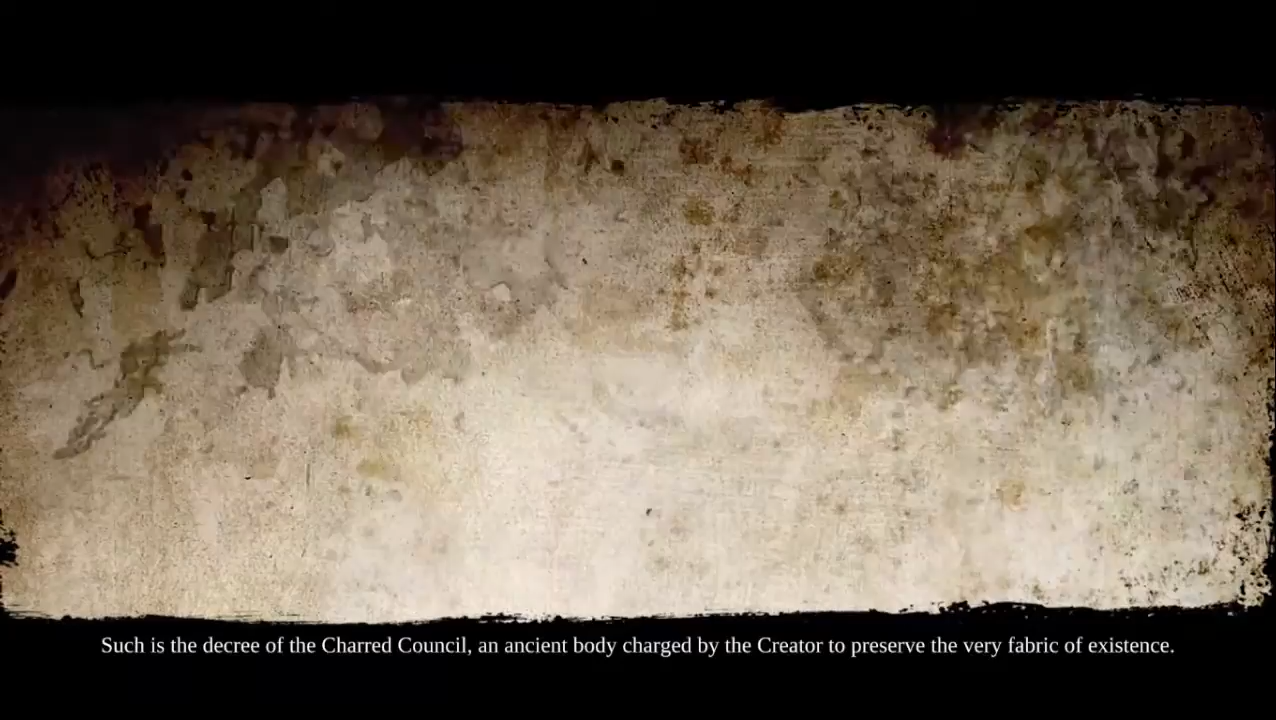 Such is the decree of the Charred Council, an ancient body charged by the Creator to preserve the very fabric of existence.